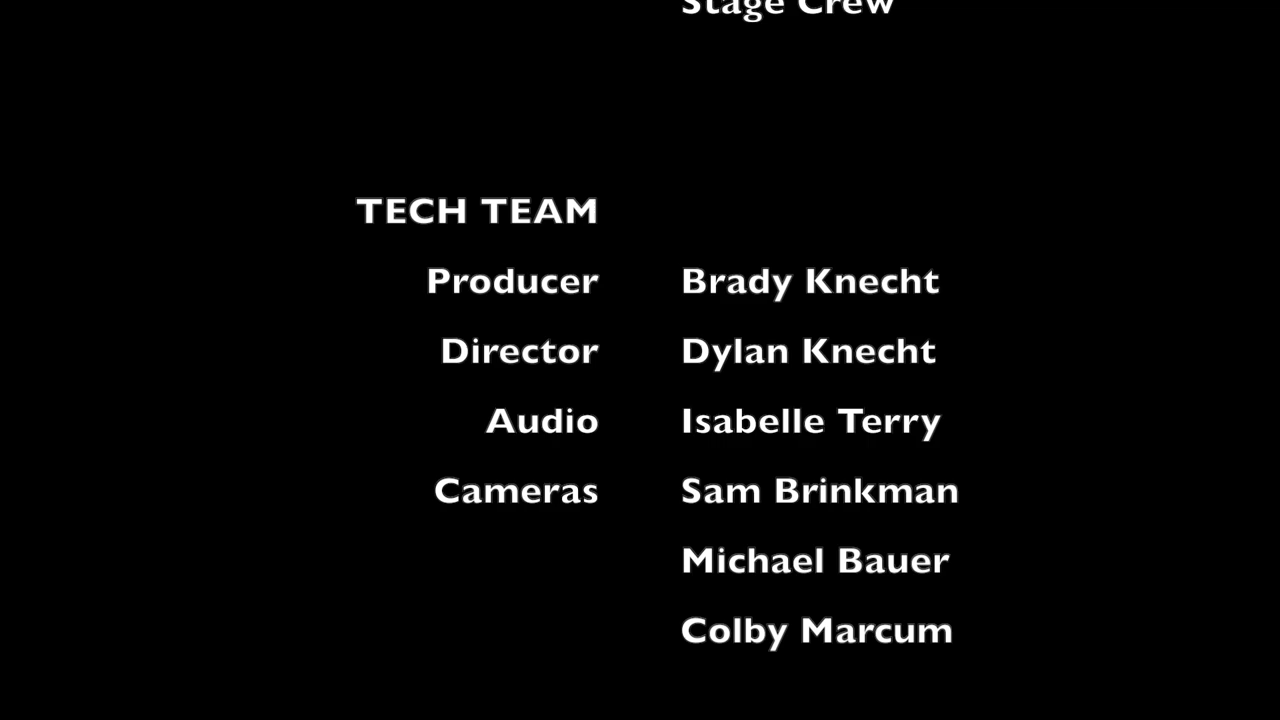 Stage Crew
TECH TEAM
Producer Brady Knecht
Director Dylan Knecht
Audio Isabelle Terry
Cameras Sam Brinkman
Michael Bauer
Colby Marcum